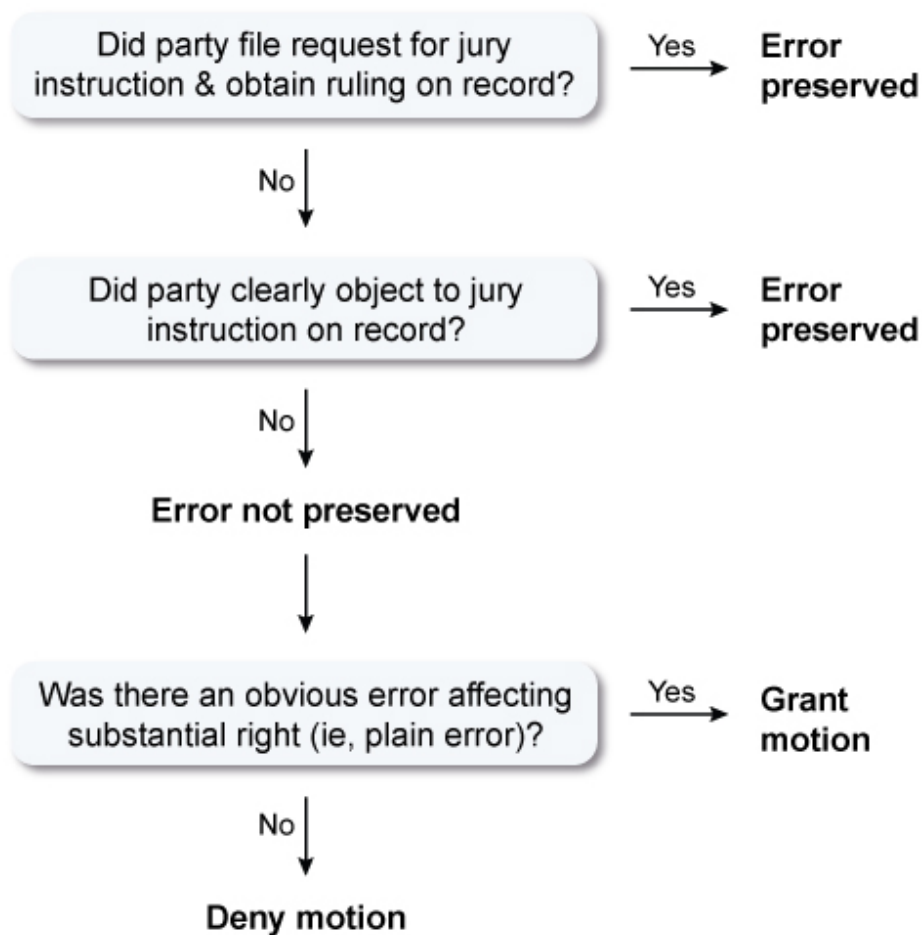 Did party file request for jury
instruction & obtain ruling on record?
Yes
Error
preserved
No
Did party clearly object to jury
instruction on record?
Yes
Error
preserved
No
Error not preserved
Was there an obvious error affecting
substantial right (ie, plain error)?
Yes
Grant
motion
No
Deny motion